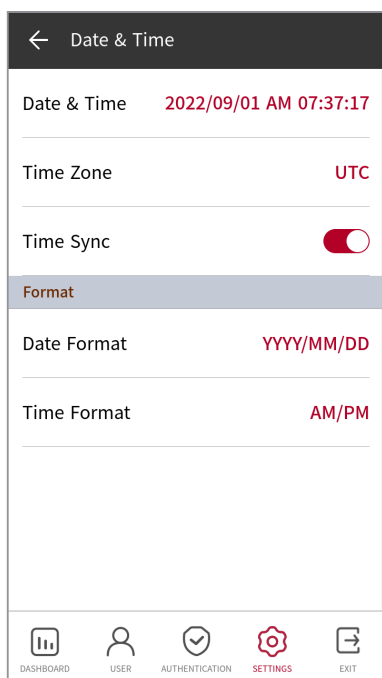 Date & Time
Date & Time 2022/09/01 AM 07:37:17
Time Zone UTC
Time Sync
Format
Date Format YYYY/MM/DD
Time Format AM/PM
DASHBOARD USER AUTHENTICATION SETTINGS EXIT